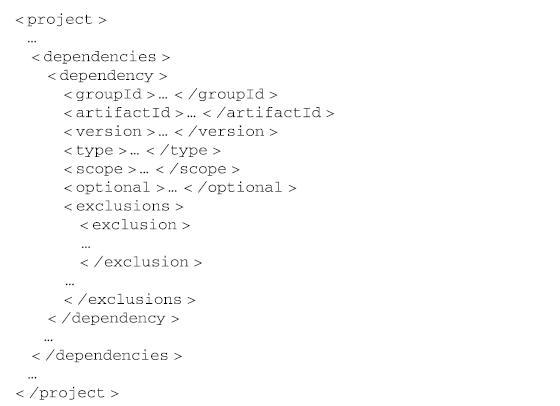 <project>
…
<dependencies>
<dependency>
<groupId>… </groupId>
<artifactId>… </artifactId>
<version>… </version>
<type>… </type>
<scope>… </scope>
<optional>… </optional>
<exclusions>
<exclusion>
…
</exclusion>
…
</exclusions>
</dependency>
…
</dependencies>
…
</project>